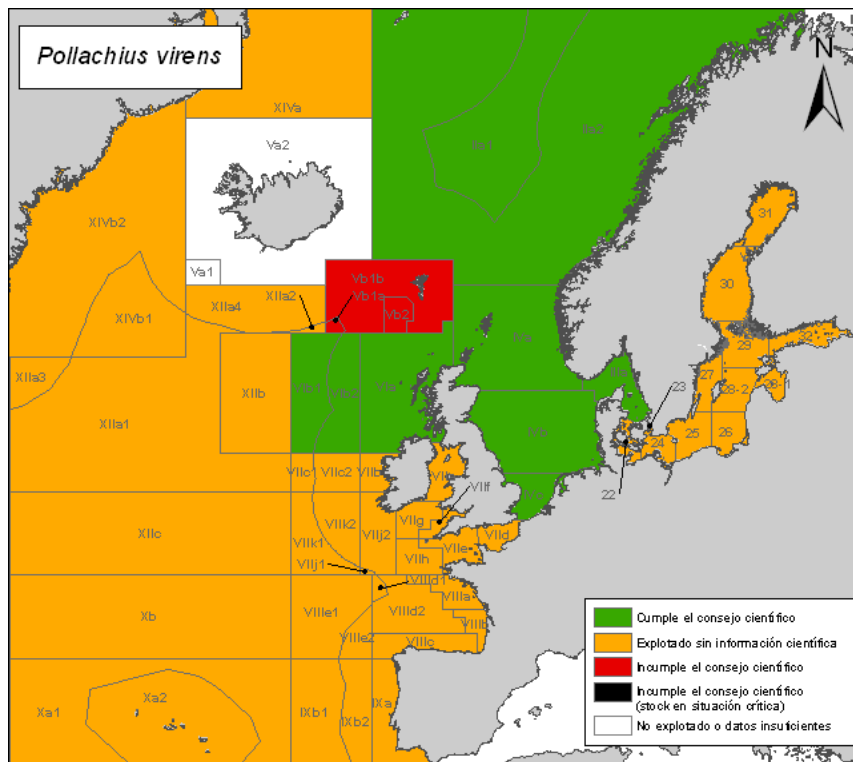 Pollachius virens
N
XIVa
Va2
IIa1
IIa2
XIVb2
31
Va1
Vb1b
30
XIIa2
Vb1a
XIIa4
Vb2
XIVb1
IVa
29
32
XIIa3
VIb1
VIb2
VIa
IIIa
23
27
28-2
28-1
XIIb
XIIa1
IVb
24
25
26
VIIc1
VIIc2
VIIb
VIIf
22
IVc
VIIg
XIIc
VIIk2
VIIj2
VIId
VIIk1
VIIe
VIIh
VIIj1
VIIId1
VIIIa
Xb
VIIIe1
VIIId2
VIIIb
VIIIe2
VIIIc
Xa2
Xa1
IXb1
IXb2
IXa
Cumple el consejo científico
Explotado sin información científica
Incumple el consejo científico
Incumple el consejo científico
(stock en situación crítica)
No explotado o datos insuficientes